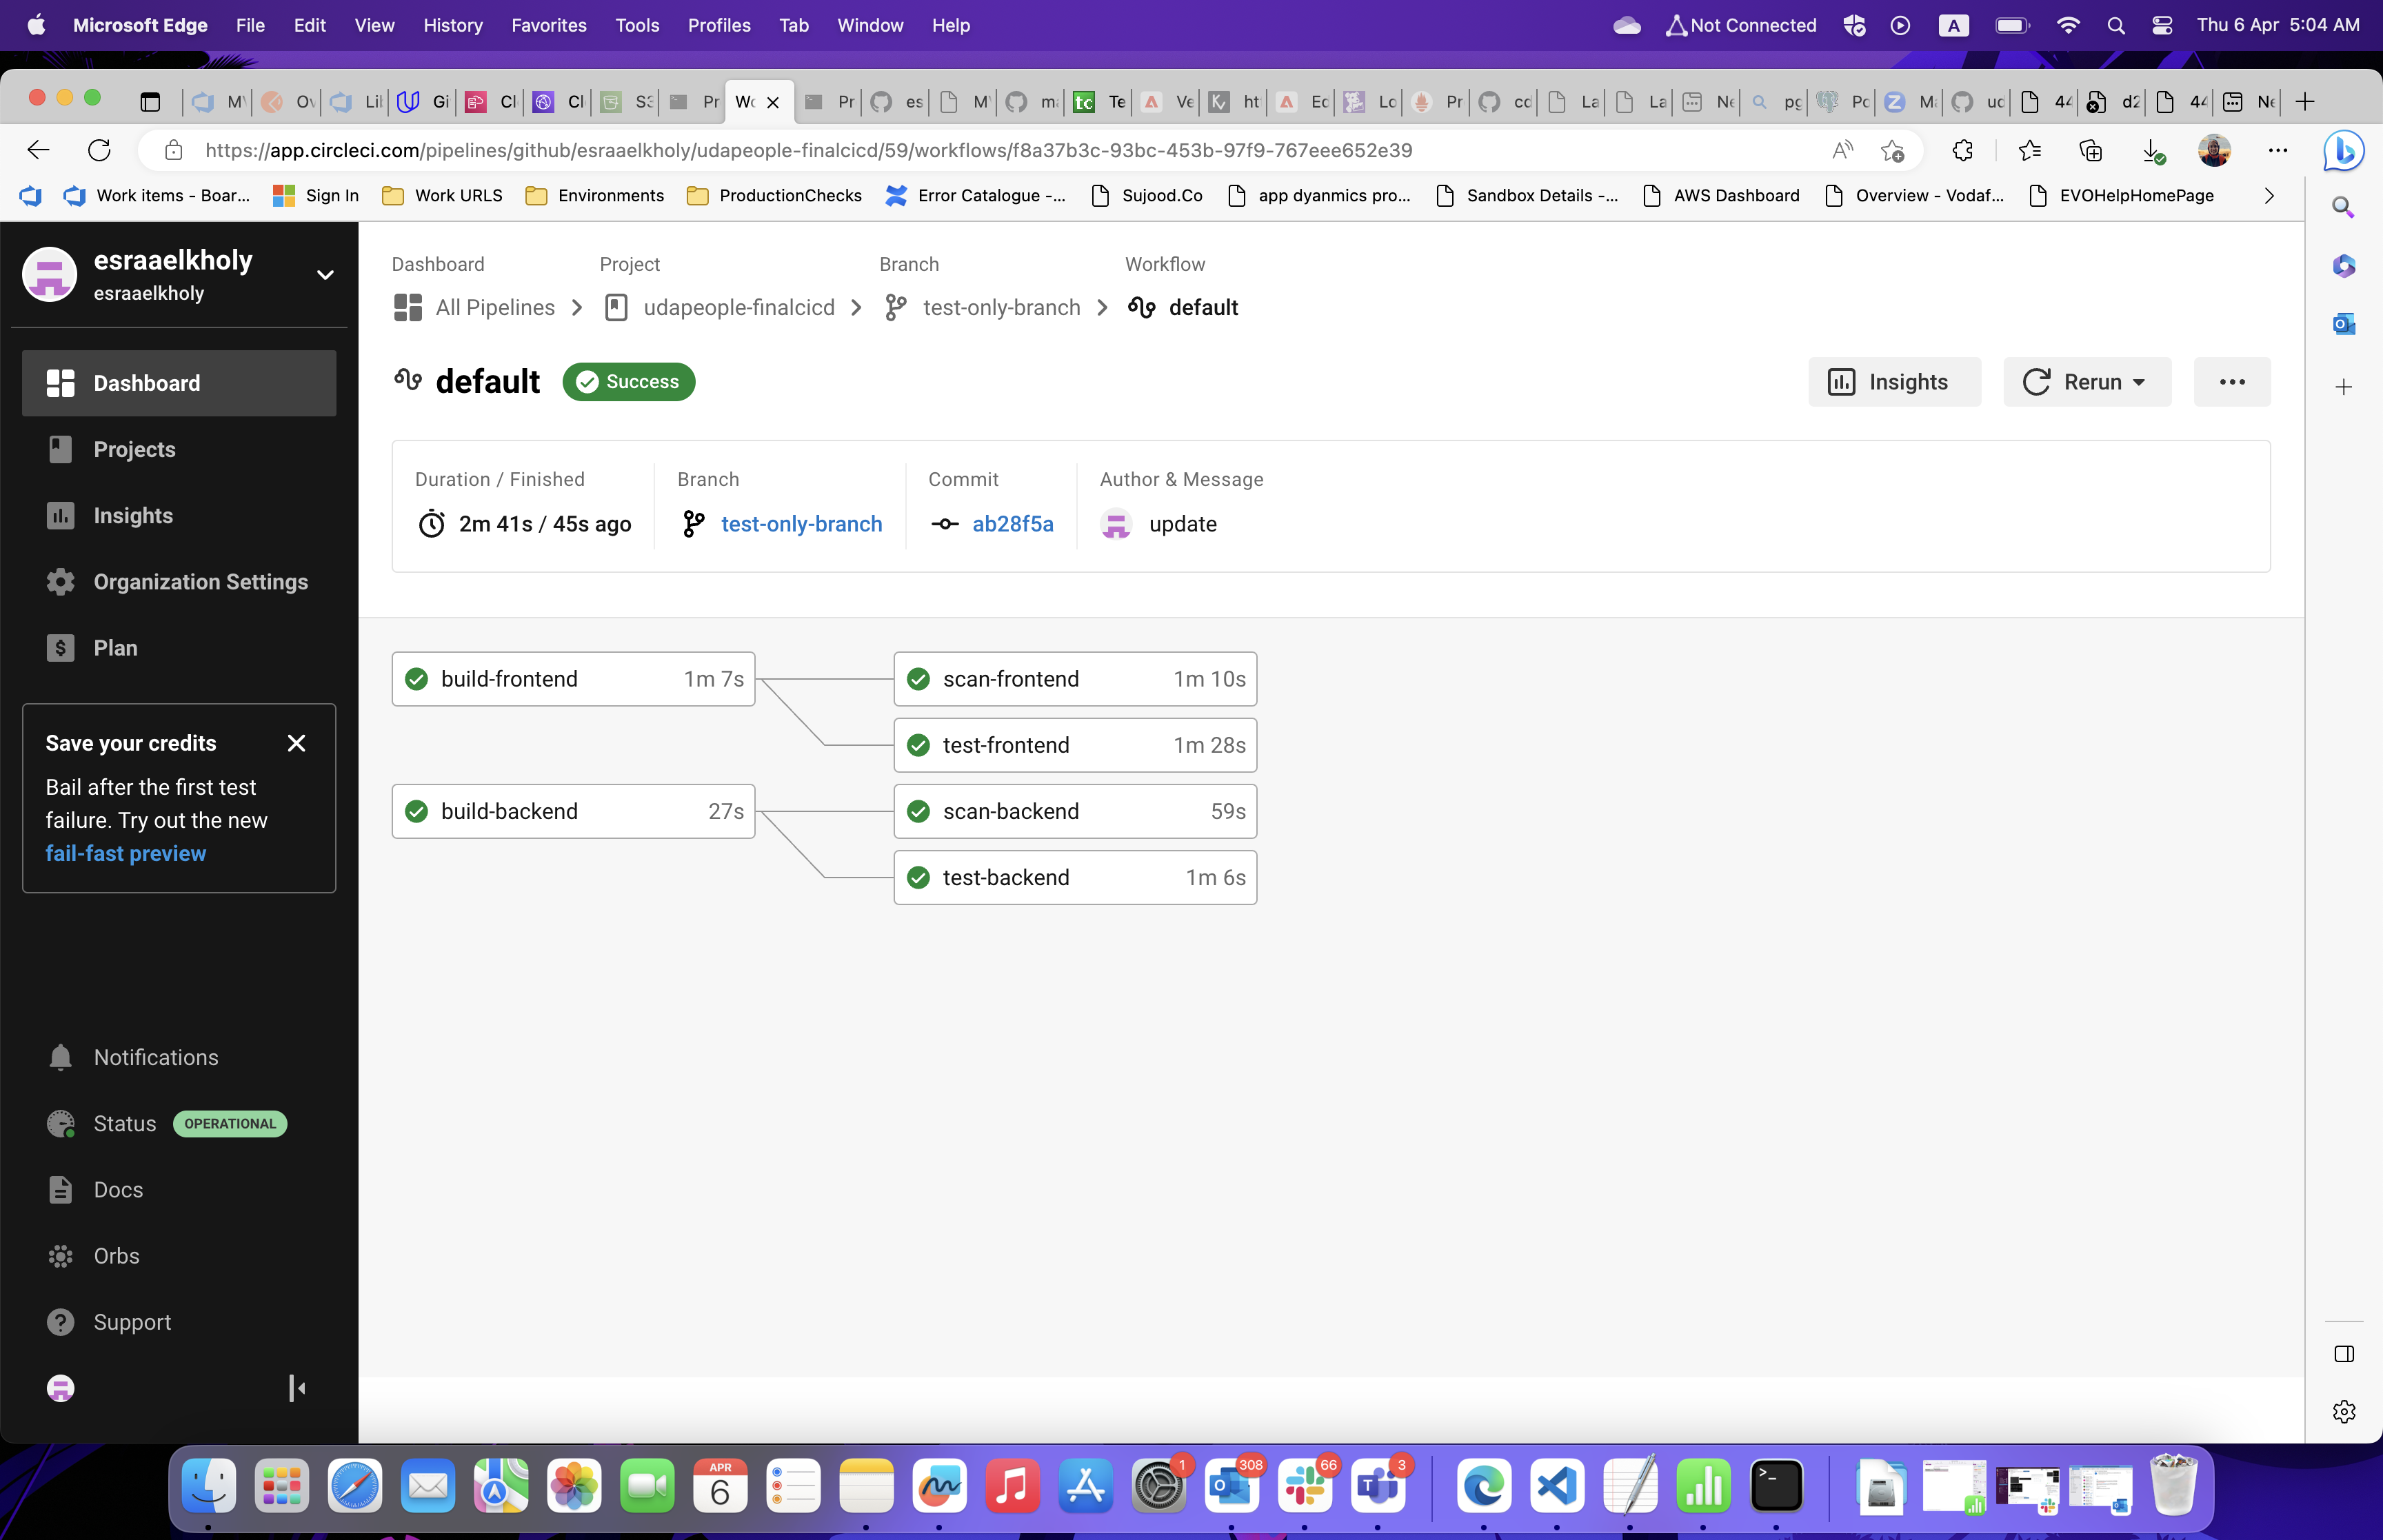 Microsoft Edge File Edit View History Favorites Tools Profiles Tab Window Help Not Connected A Thu 6 Apr 5:04 AM
https://app.circleci.com/pipelines/github/esraaelkholy/udapeople-finalcicd/59/workflows/f8a37b3c-93bc-453b-97f9-767eee652e39
Work items - Boar... Sign In Work URLS Environments ProductionChecks Error Catalogue -... Sujood.Co app dyanmics pro... Sandbox Details -... AWS Dashboard Overview - Vodaf... EVOHelpHomePage
esraaelkholy
esraaelkholy
Dashboard
Projects
Insights
Organization Settings
Plan
Save your credits
Bail after the first test
failure. Try out the new
fail-fast preview
Notifications
Status OPERATIONAL
Docs
Orbs
Support
Dashboard Project Branch Workflow
All Pipelines udapeople-finalcicd test-only-branch default
default Success Insights Rerun
Duration / Finished Branch Commit Author & Message
2m 41s / 45s ago test-only-branch ab28f5a update
build-frontend 1m 7s scan-frontend 1m 10s
test-frontend 1m 28s
build-backend 27s scan-backend 59s
test-backend 1m 6s
APR
6
1
308
66
3